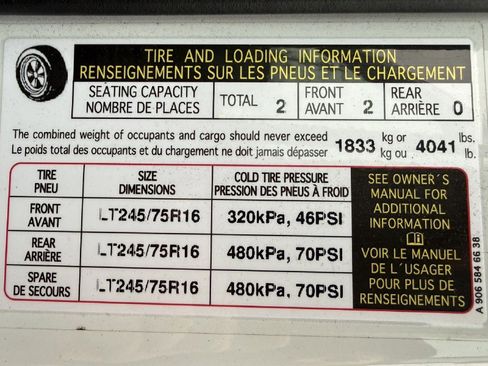 TIRE AND LOADING INFORMATION
RENSEIGNEMENTS SUR LES PNEUS ET LE CHARGEMENT
SEATING CAPACITY
NOMBRE DE PLACES
TOTAL 2
FRONT
AVANT 2
REAR
ARRIÈRE 0
The combined weight of occupants and cargo should never exceed 1833 kg or 4041 lbs.
Le poids total des occupants et du chargement ne doit jamais dépasser kg ou lb.
TIRE
PNEU
SIZE
DIMENSIONS
COLD TIRE PRESSURE
PRESSION DES PNEUS À FROID
FRONT
AVANT
LT245/75R16
320kPa, 46PSI
REAR
ARRIÈRE
LT245/75R16
480kPa, 70PSI
SPARE
DE SECOURS
LT245/75R16
480kPa, 70PSI
SEE OWNER´S
MANUAL FOR
ADDITIONAL
INFORMATION
VOIR LE MANUEL
DE L´USAGER
POUR PLUS DE
RENSEIGNEMENTS
A 906 584 66 38